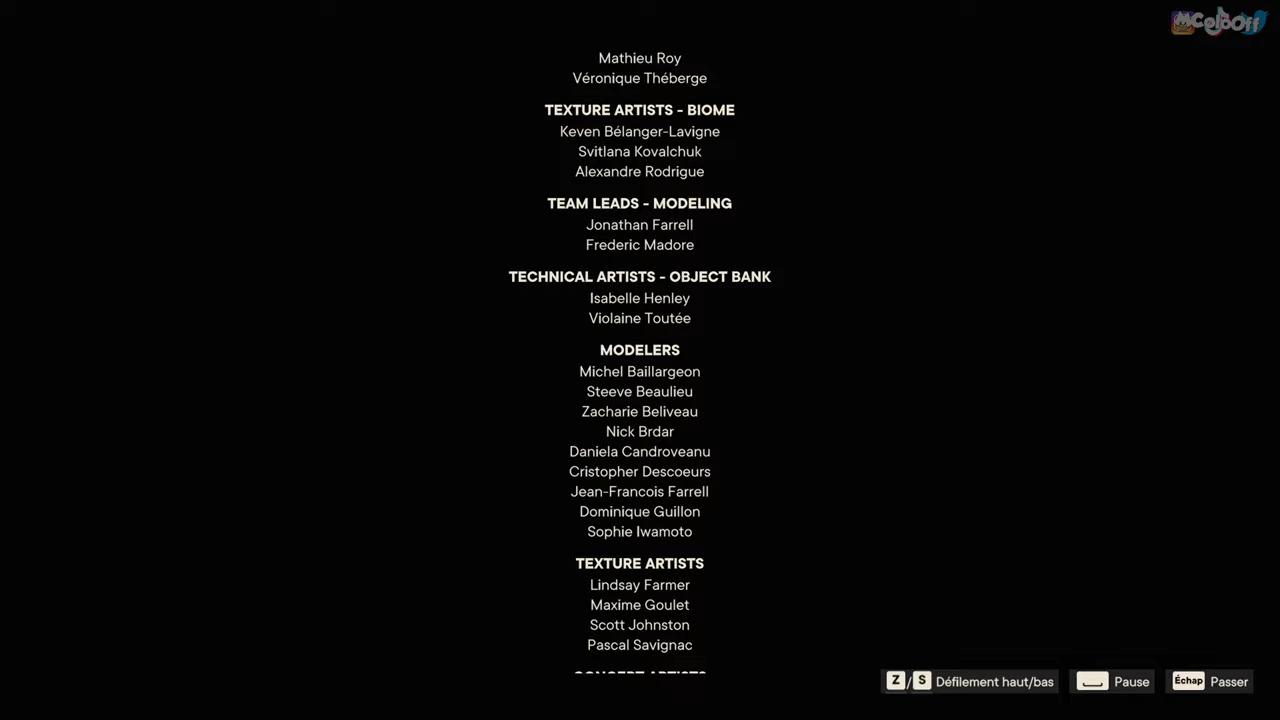 Mathieu Roy
Véronique Théberge
TEXTURE ARTISTS - BIOME
Keven Bélanger-Lavigne
Svitlana Kovalchuk
Alexandre Rodrigue
TEAM LEADS - MODELING
Jonathan Farrell
Frederic Madore
TECHNICAL ARTISTS - OBJECT BANK
Isabelle Henley
Violaine Toutée
MODELERS
Michel Baillargeon
Steeve Beaulieu
Zacharie Beliveau
Nick Brdar
Daniela Candroveanu
Cristopher Descoeurs
Jean-Francois Farrell
Dominique Guillon
Sophie Iwamoto
TEXTURE ARTISTS
Lindsay Farmer
Maxime Goulet
Scott Johnston
Pascal Savignac
CONCEPT ARTISTS
Z/S Défilement haut/bas
Pause
Échap Passer